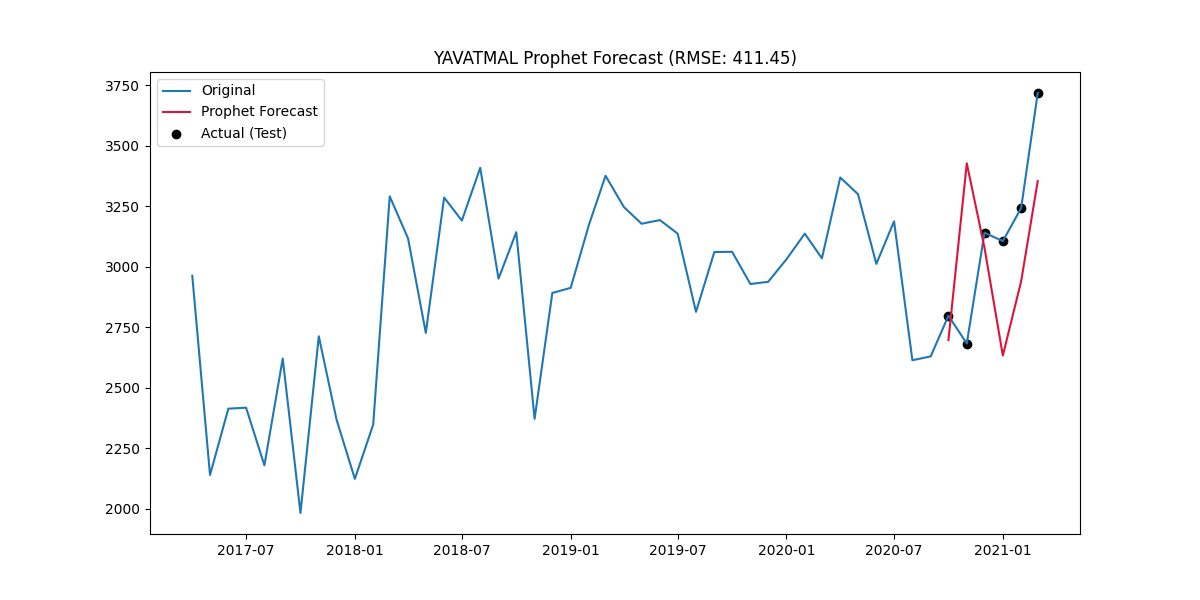 YAVATMAL Prophet Forecast (RMSE: 411.45)
Original
Prophet Forecast
Actual (Test)
3750
3500
3250
3000
2750
2500
2250
2000
2017-07 2018-01 2018-07 2019-01 2019-07 2020-01 2020-07 2021-01